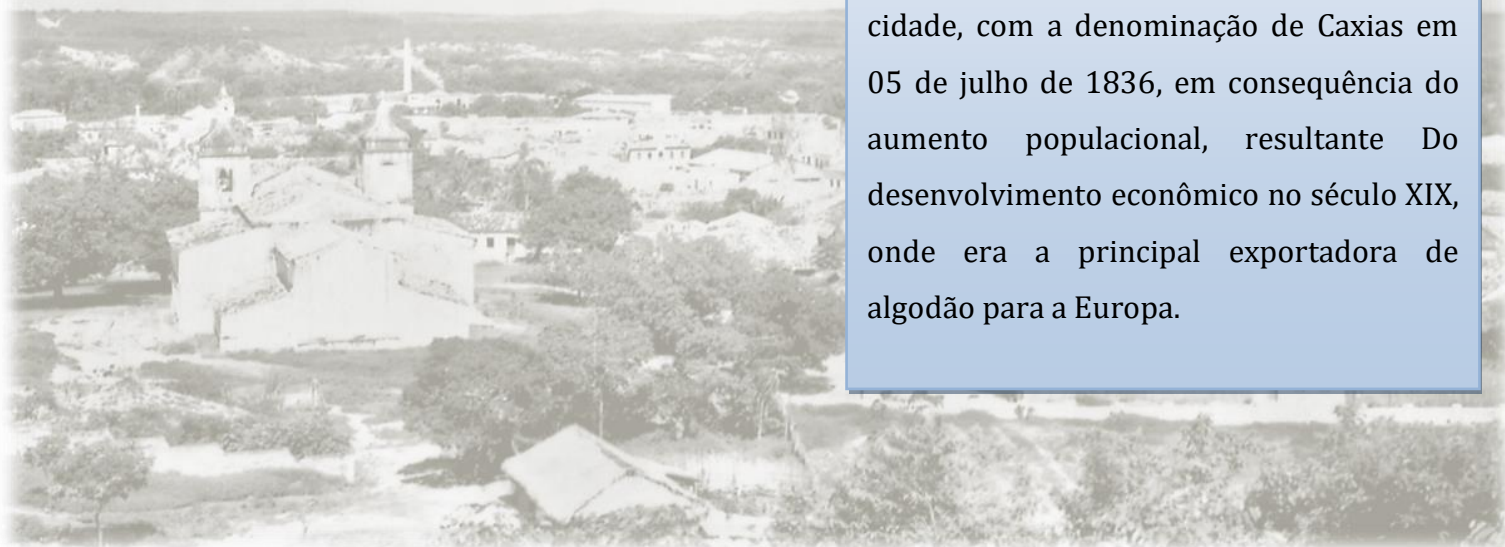 cidade, com a denominação de Caxias em
05 de julho de 1836, em consequência do
aumento populacional, resultante Do
desenvolvimento econômico no século XIX,
onde era a principal exportadora de
algodão para a Europa.